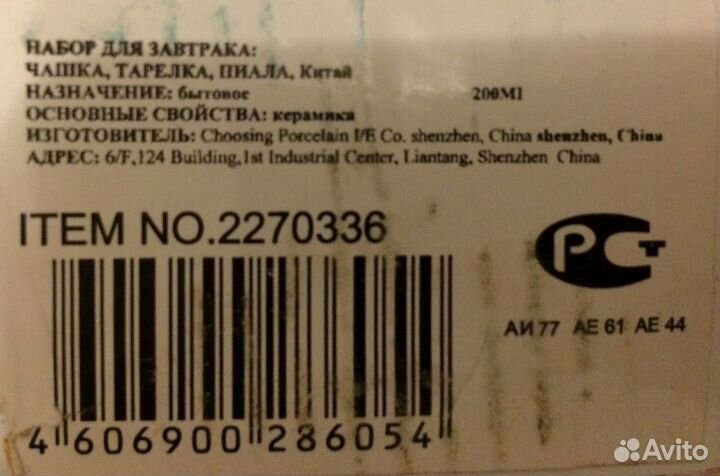 НАБОР ДЛЯ ЗАВТРАКА:
ЧАШКА, ТАРЕЛКА, ПИАЛА, Китай
НАЗНАЧЕНИЕ: бытовое 200Ml
ОСНОВНЫЕ СВОЙСТВА: керамика
ИЗГОТОВИТЕЛЬ: Choosing Porcelain I/E Co. shenzhen, China shenzhen, China
АДРЕС: 6/F,124 Building,1st Industrial Center, Liantang, Shenzhen China
ITEM NO.2270336
РСТ
АИ 77 АЕ 61 АЕ 44
4 606900 286054
Avito